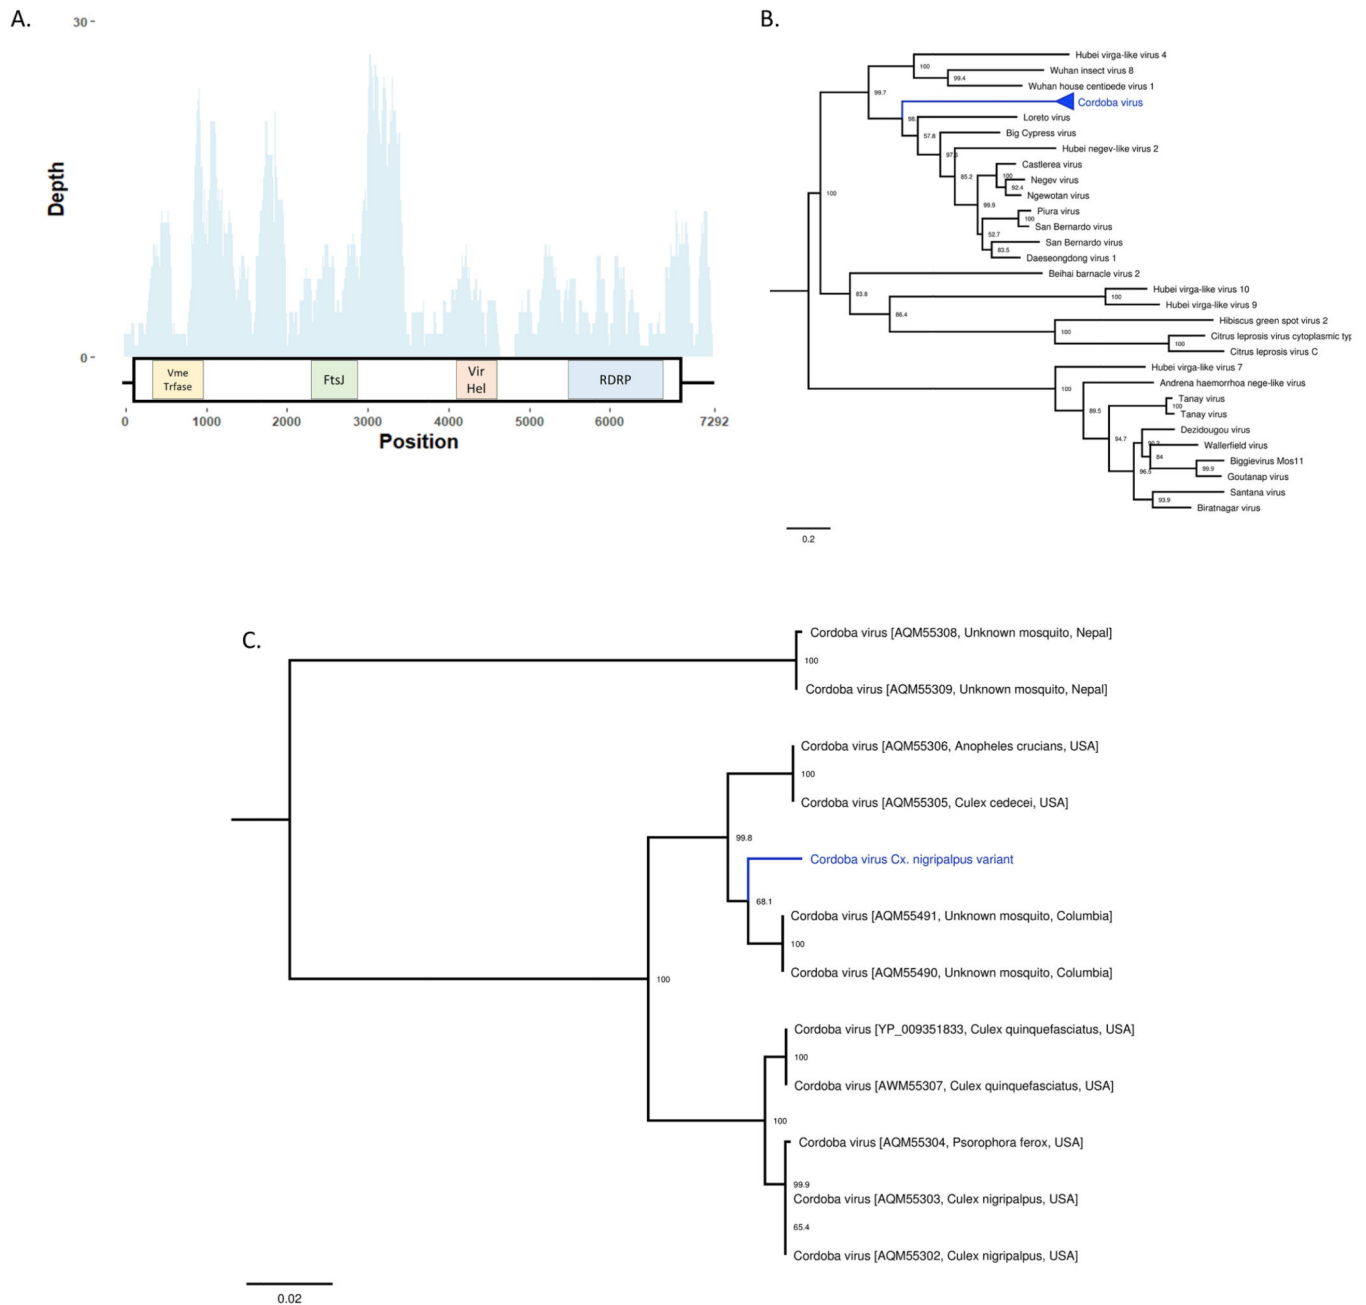 A.
30
Depth
0
Vme
Trfase
FtsJ
Vir
Hel
RDRP
0 1000 2000 3000 4000 5000 6000 7292
Position
B.
Hubei virga-like virus 4
100
Wuhan insect virus 8
99.4
Wuhan house centipede virus 1
99.7
Cordoba virus
98.
Loreto virus
57.8
Big Cypress virus
Hubei negev-like virus 2
85.2
Castlerea virus
100
Negev virus
92.4
Ngewotan virus
99.9
Piura virus
100
San Bernardo virus
52.7
San Bernardo virus
83.5
Daeseongdong virus 1
100
Beihai barnacle virus 2
83.8
Hubei virga-like virus 10
100
Hubei virga-like virus 9
86.4
Hibiscus green spot virus 2
100
Citrus leprosis virus cytoplasmic typ
100
Citrus leprosis virus C
Hubei virga-like virus 7
100
Andrena haemorrhoa nege-like virus
89.5
Tanay virus
100
Tanay virus
94.7
Dezidougou virus
Wallerfield virus
84
Biggievirus Mos11
99.9
Goutanap virus
Santana virus
93.9
Biratnagar virus
0.2
C.
Cordoba virus [AQM55308, Unknown mosquito, Nepal]
100
Cordoba virus [AQM55309, Unknown mosquito, Nepal]
Cordoba virus [AQM55306, Anopheles crucians, USA]
100
Cordoba virus [AQM55305, Culex cedecei, USA]
99.8
Cordoba virus Cx. nigripalpus variant
68.1
Cordoba virus [AQM55491, Unknown mosquito, Columbia]
100
Cordoba virus [AQM55490, Unknown mosquito, Columbia]
100
Cordoba virus [YP_009351833, Culex quinquefasciatus, USA]
100
Cordoba virus [AWM55307, Culex quinquefasciatus, USA]
100
Cordoba virus [AQM55304, Psorophora ferox, USA]
99.9
Cordoba virus [AQM55303, Culex nigripalpus, USA]
65.4
Cordoba virus [AQM55302, Culex nigripalpus, USA]
0.02